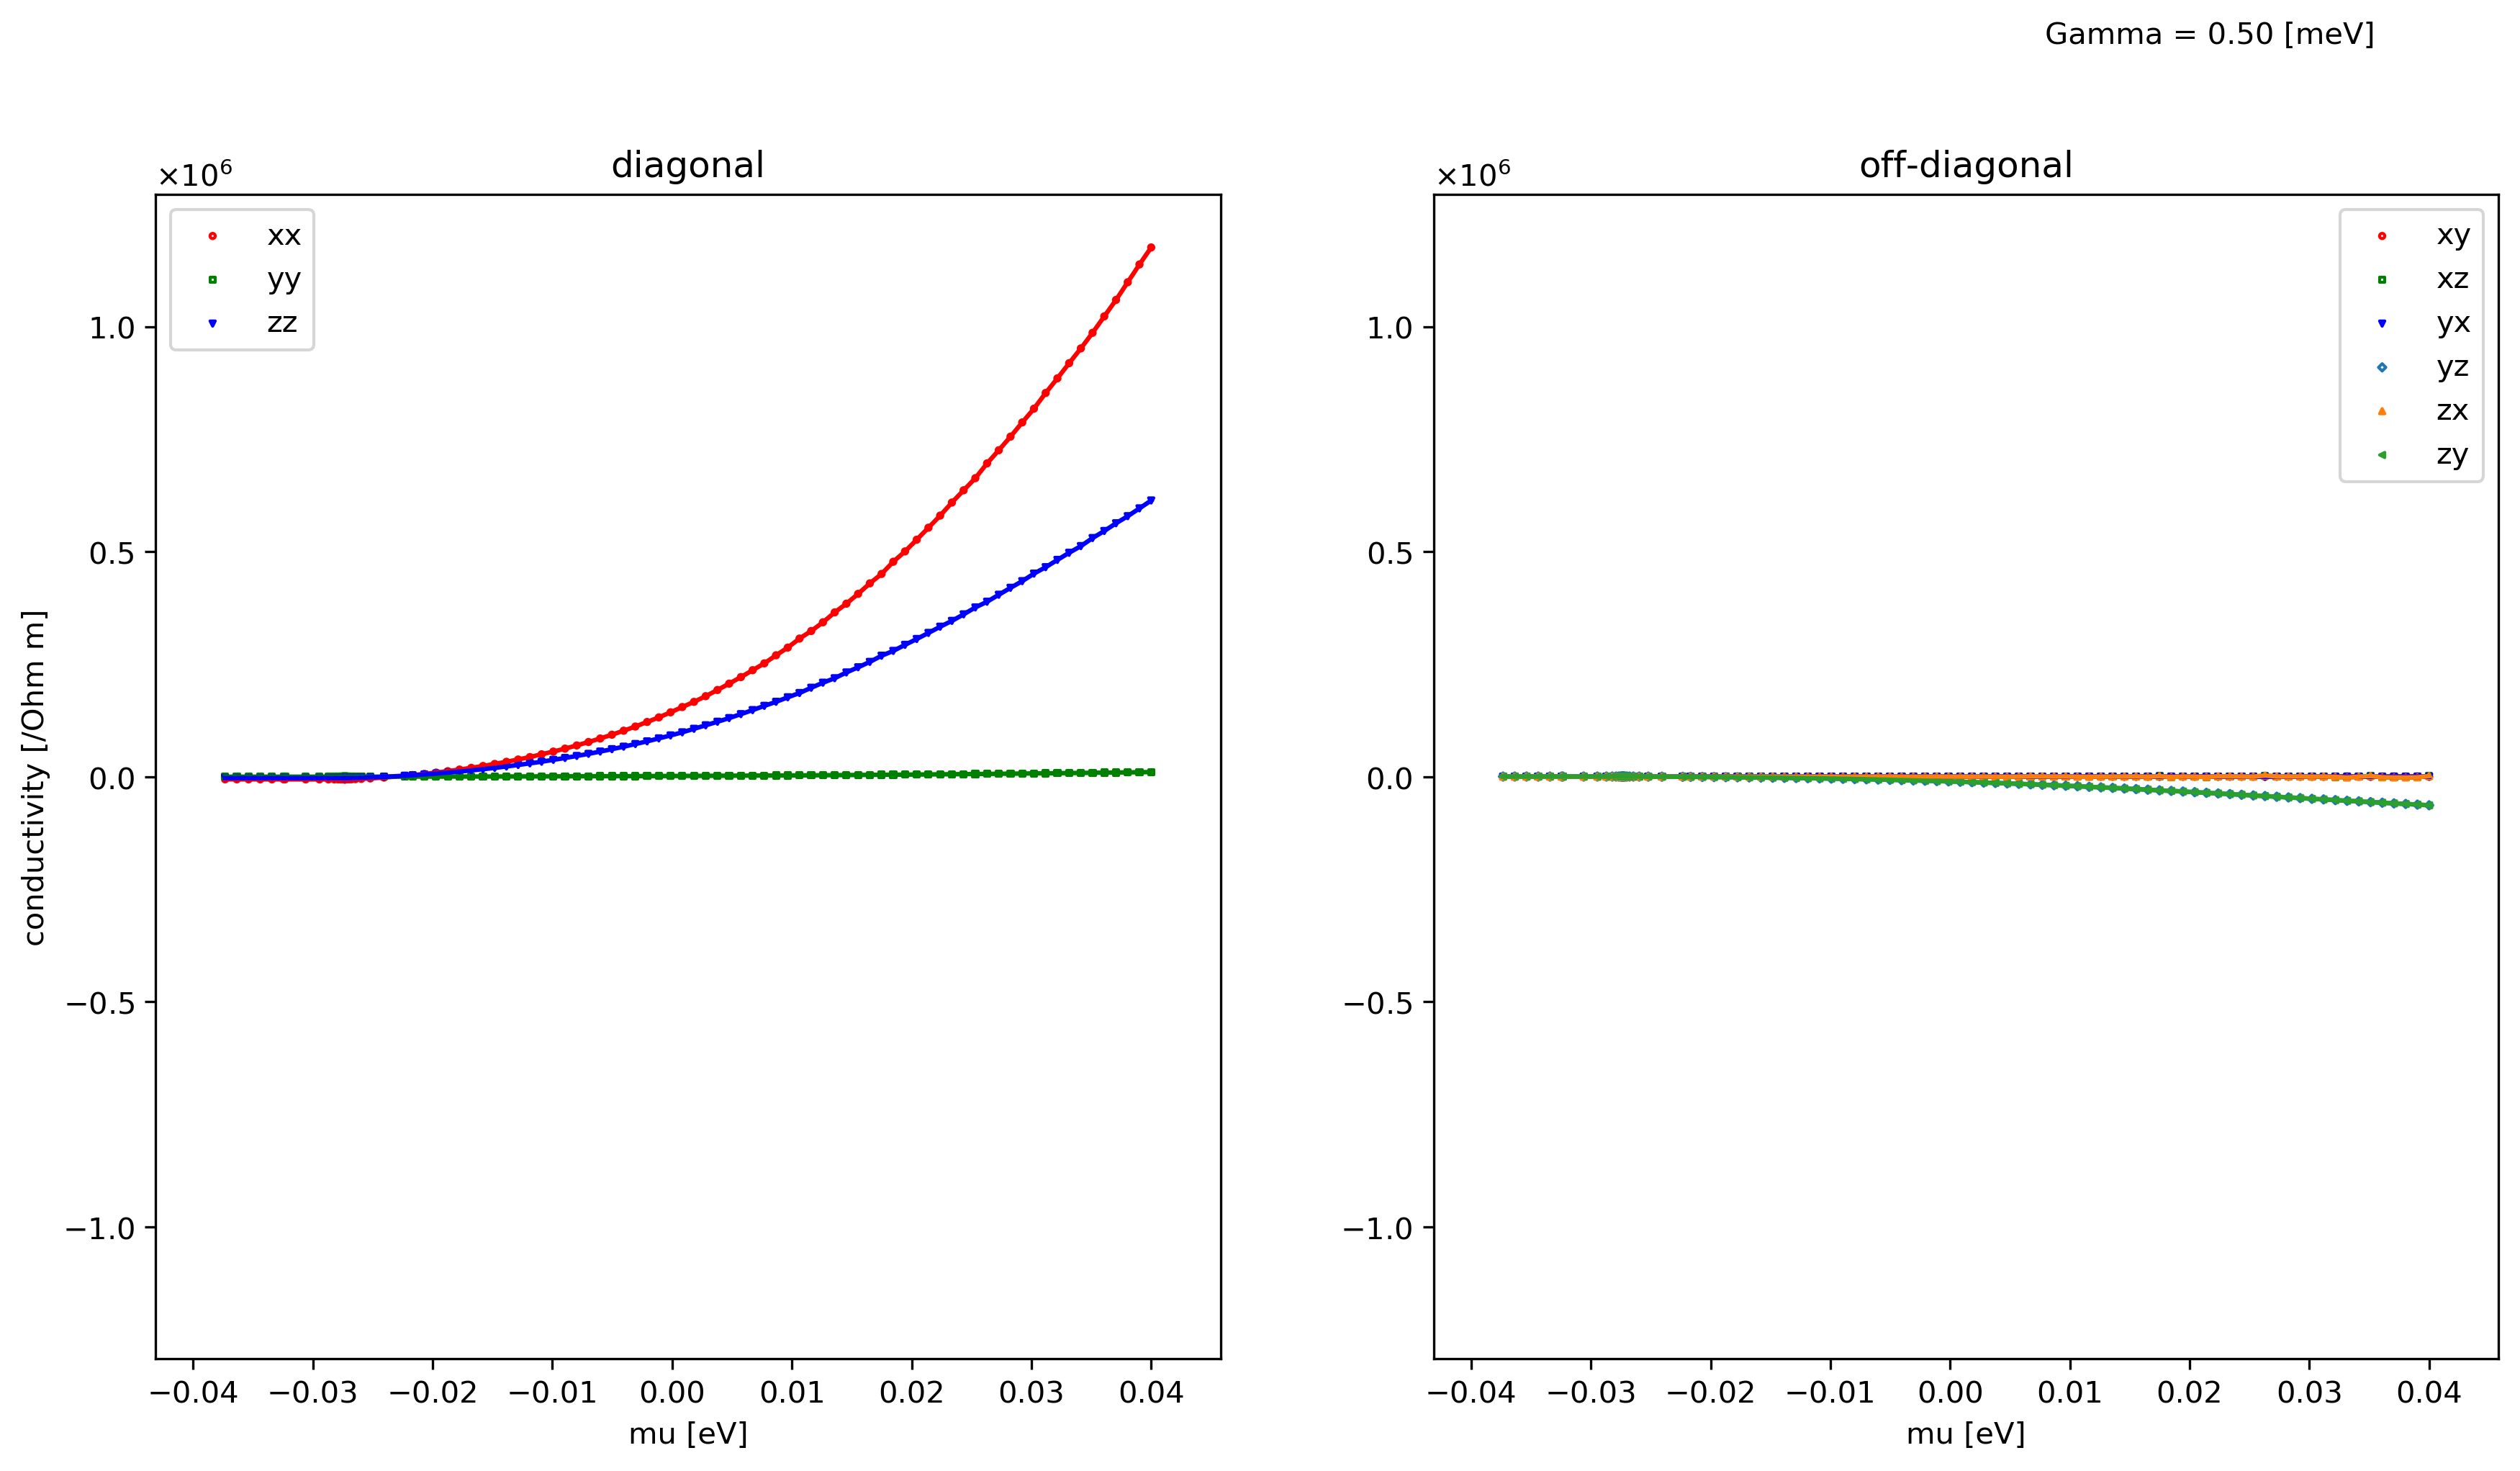 Gamma = 0.50 [meV]
diagonal
×10⁶
xx
yy
zz
1.0
0.5
0.0
−0.5
−1.0
conductivity [/Ohm m]
−0.04 −0.03 −0.02 −0.01 0.00 0.01 0.02 0.03 0.04
mu [eV]
off-diagonal
×10⁶
xy
xz
yx
yz
zx
zy
1.0
0.5
0.0
−0.5
−1.0
−0.04 −0.03 −0.02 −0.01 0.00 0.01 0.02 0.03 0.04
mu [eV]